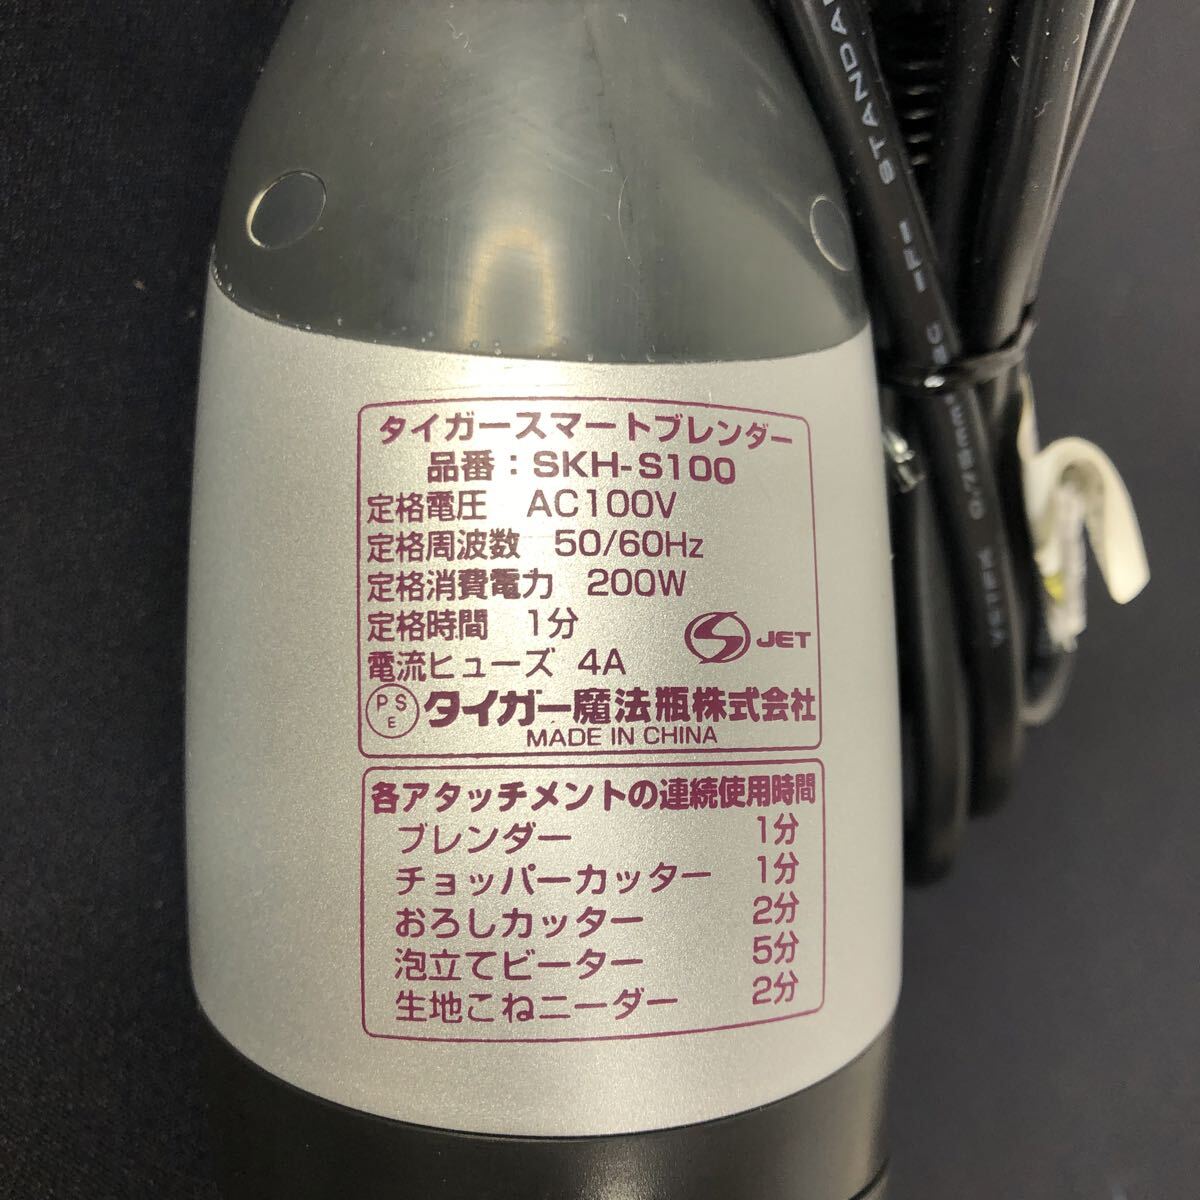 タイガースマートブレンダー
品番：SKH-S100
定格電圧　AC100V
定格周波数　50/60Hz
定格消費電力　200W
定格時間　1分
電流ヒューズ　4A
S JET
PSE タイガー魔法瓶株式会社
MADE IN CHINA
各アタッチメントの連続使用時間
ブレンダー　1分
チョッパーカッター　1分
おろしカッター　2分
泡立てビーター　5分
生地こねニーダー　2分